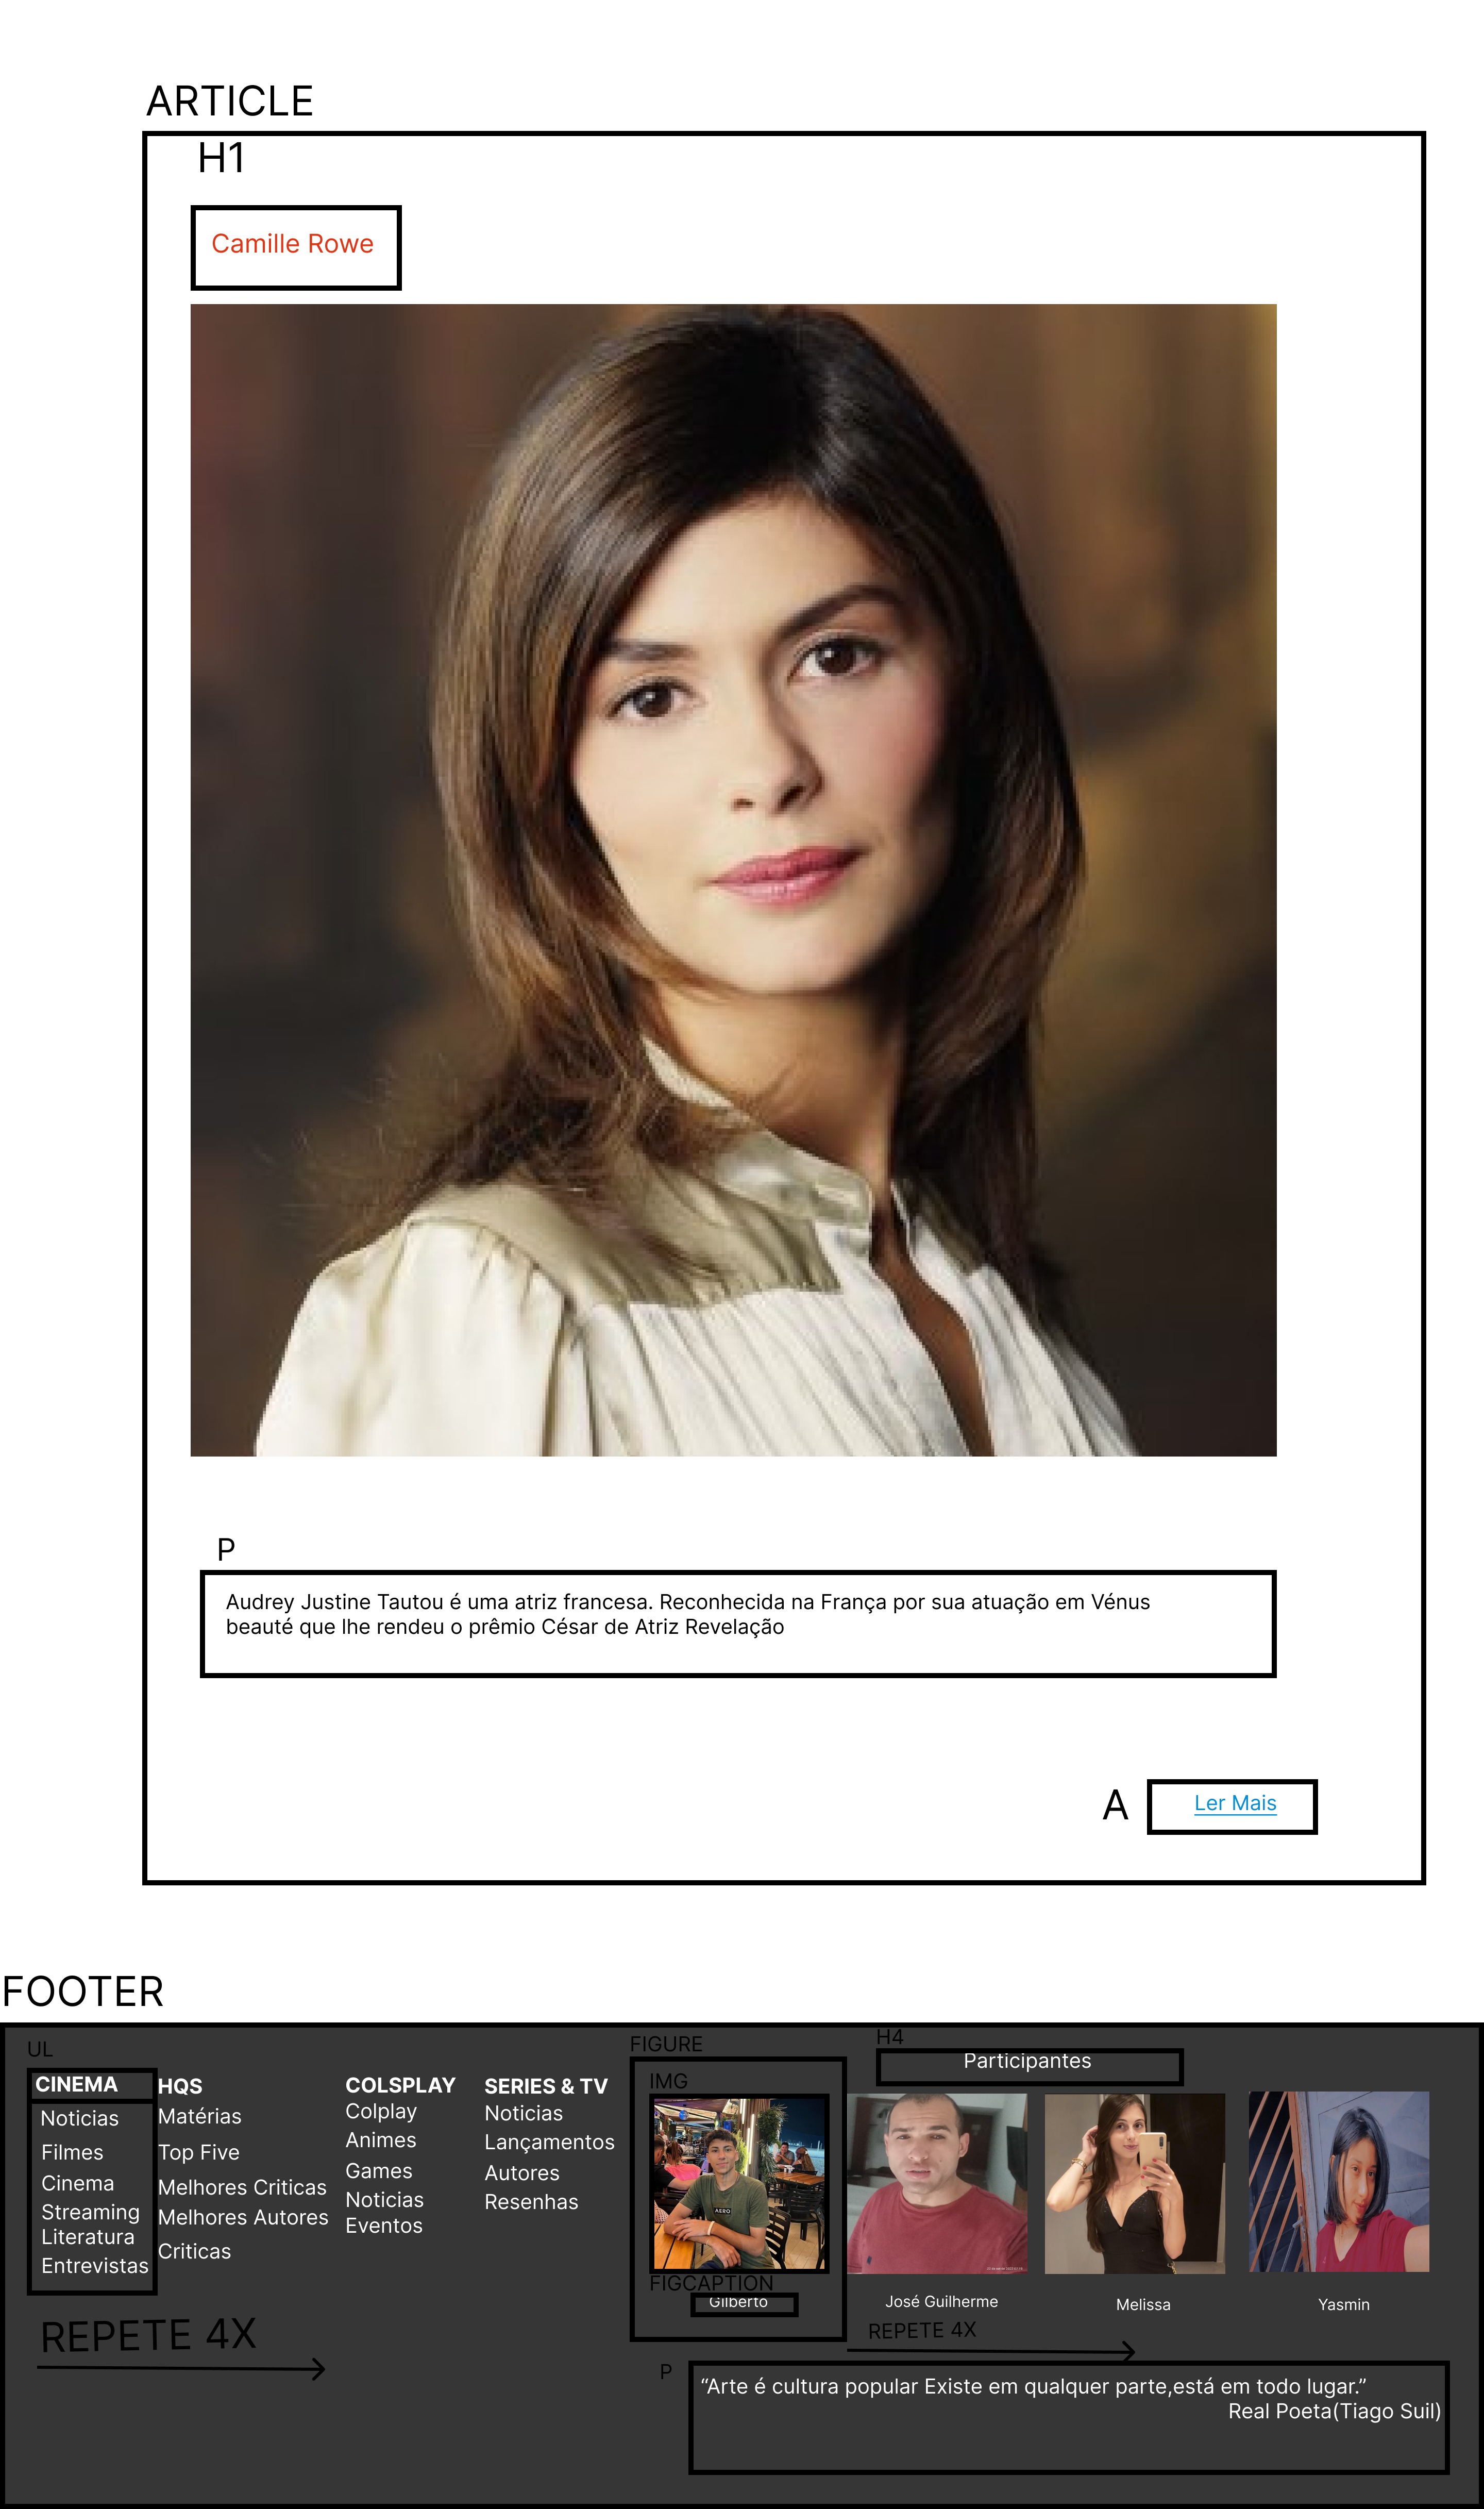 ARTICLE
H1
Camille Rowe
P
Audrey Justine Tautou é uma atriz francesa. Reconhecida na França por sua atuação em Vénus
beauté que lhe rendeu o prêmio César de Atriz Revelação
A
Ler Mais
FOOTER
UL
CINEMA
Noticias
Filmes
Cinema
Streaming
Literatura
Entrevistas
HQS
Matérias
Top Five
Melhores Criticas
Melhores Autores
Criticas
COLSPLAY
Colplay
Animes
Games
Noticias
Eventos
SERIES & TV
Noticias
Lançamentos
Autores
Resenhas
REPETE 4X
FIGURE
IMG
AERO
FIGCAPTION
Gilberto
H4
Participantes
José Guilherme
Melissa
Yasmin
REPETE 4X
P
“Arte é cultura popular Existe em qualquer parte,está em todo lugar.”
Real Poeta(Tiago Suil)